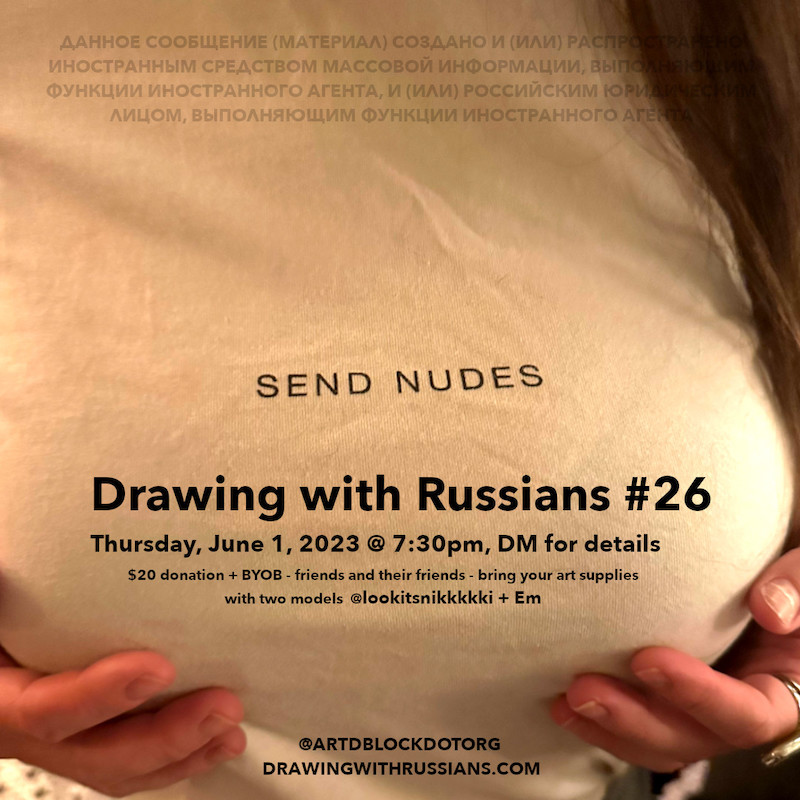 ДАННОЕ СООБЩЕНИЕ (МАТЕРИАЛ) СОЗДАНО И (ИЛИ) РАСПРОСТРАНЕНО
ИНОСТРАННЫМ СРЕДСТВОМ МАССОВОЙ ИНФОРМАЦИИ, ВЫПОЛНЯЮЩИМ
ФУНКЦИИ ИНОСТРАННОГО АГЕНТА, И (ИЛИ) РОССИЙСКИМ ЮРИДИЧЕСКИМ
ЛИЦОМ, ВЫПОЛНЯЮЩИМ ФУНКЦИИ ИНОСТРАННОГО АГЕНТА
SEND NUDES
Drawing with Russians #26
Thursday, June 1, 2023 @ 7:30pm, DM for details
$20 donation + BYOB - friends and their friends - bring your art supplies
with two models @lookitsnikkkkki + Em
@ARTDBLOCKDOTORG
DRAWINGWITHRUSSIANS.COM